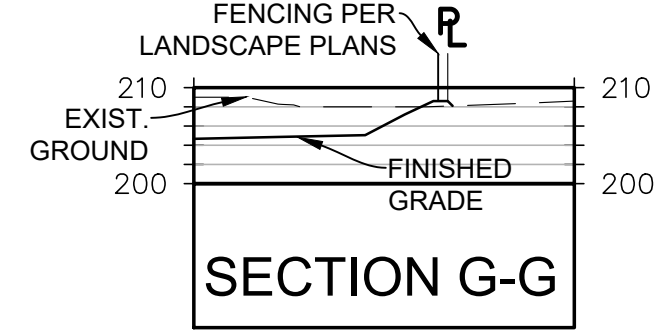 FENCING PER
LANDSCAPE PLANS
PL
210
210
EXIST.
GROUND
FINISHED
GRADE
200
200
SECTION G-G